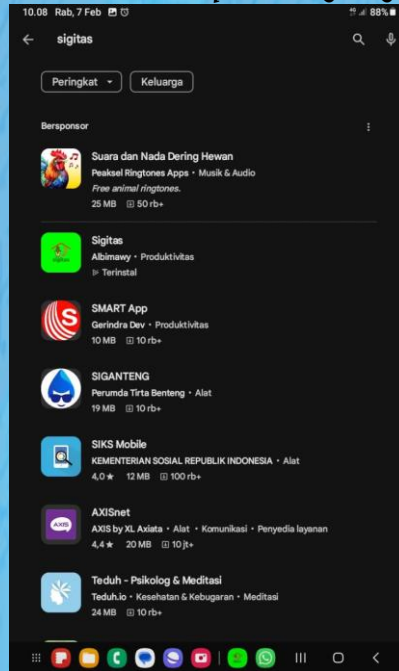 10.08 Rab, 7 Feb 88%
sigitas
Peringkat Keluarga
Bersponsor
Suara dan Nada Dering Hewan
Peaksel Ringtones Apps • Musik & Audio
Free animal ringtones.
25 MB 50 rb+
Sigitas
Albimawy • Produktivitas
Terinstal
SMART App
Gerindra Dev • Produktivitas
10 MB 10 rb+
SIGANTENG
Perumda Tirta Benteng • Alat
19 MB 10 rb+
SIKS Mobile
KEMENTERIAN SOSIAL REPUBLIK INDONESIA • Alat
4,0 ★ 12 MB 100 rb+
AXIS
AXISnet
AXIS by XL Axiata • Alat • Komunikasi • Penyedia layanan
4,4 ★ 20 MB 10 jt+
Teduh - Psikolog & Meditasi
Teduh.io • Kesehatan & Kebugaran • Meditasi
24 MB 10 rb+